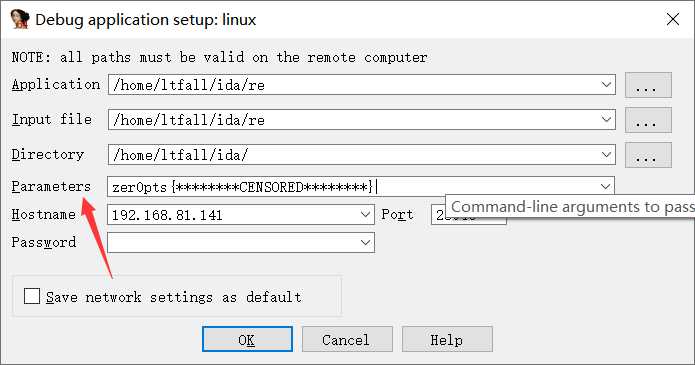 Debug application setup: linux
NOTE: all paths must be valid on the remote computer
Application /home/ltfall/ida/re ...
Input file /home/ltfall/ida/re ...
Directory /home/ltfall/ida/ ...
Parameters zer0pts{********CENSORED********}
Command-line arguments to pass
Hostname 192.168.81.141 Port
Password
Save network settings as default
OK Cancel Help